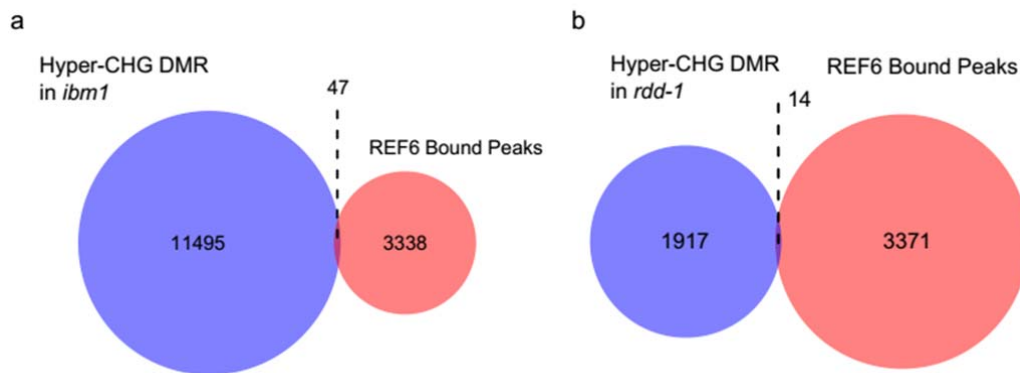 a
Hyper-CHG DMR
in ibm1
47
REF6 Bound Peaks
11495
3338
b
Hyper-CHG DMR
in rdd-1
14
REF6 Bound Peaks
1917
3371